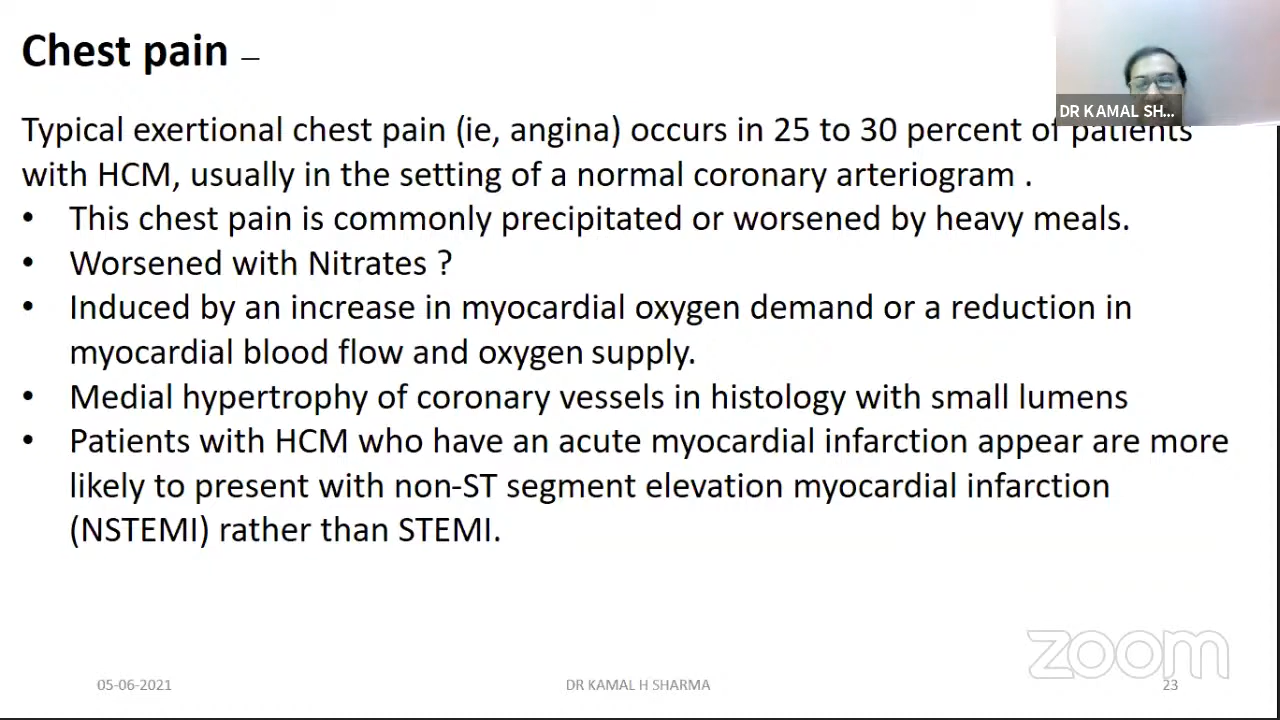 Chest pain –
DR KAMAL SH...
Typical exertional chest pain (ie, angina) occurs in 25 to 30 percent of patients
with HCM, usually in the setting of a normal coronary arteriogram .
• This chest pain is commonly precipitated or worsened by heavy meals.
• Worsened with Nitrates ?
• Induced by an increase in myocardial oxygen demand or a reduction in
myocardial blood flow and oxygen supply.
• Medial hypertrophy of coronary vessels in histology with small lumens
• Patients with HCM who have an acute myocardial infarction appear are more
likely to present with non-ST segment elevation myocardial infarction
(NSTEMI) rather than STEMI.
zoom
05-06-2021 DR KAMAL H SHARMA 23